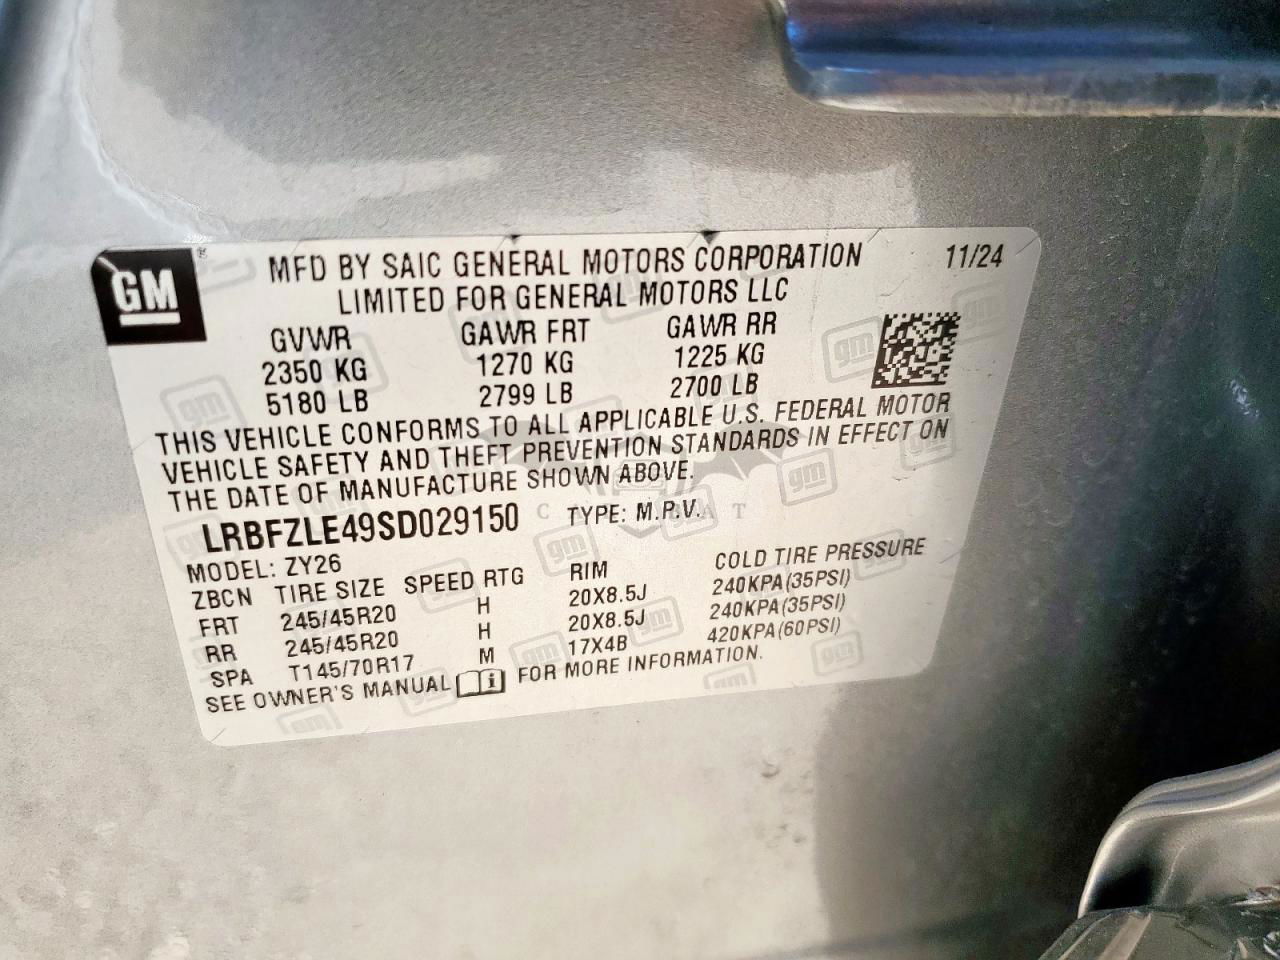 GM
®
MFD BY SAIC GENERAL MOTORS CORPORATION 11/24
LIMITED FOR GENERAL MOTORS LLC
GVWR GAWR FRT GAWR RR
2350 KG 1270 KG 1225 KG
5180 LB 2799 LB 2700 LB
THIS VEHICLE CONFORMS TO ALL APPLICABLE U.S. FEDERAL MOTOR
VEHICLE SAFETY AND THEFT PREVENTION STANDARDS IN EFFECT ON
THE DATE OF MANUFACTURE SHOWN ABOVE.
LRBFZLE49SD029150 TYPE: M.P.V.
MODEL: ZY26
ZBCN TIRE SIZE SPEED RTG RIM COLD TIRE PRESSURE
FRT 245/45R20 H 20X8.5J 240KPA(35PSI)
RR 245/45R20 H 20X8.5J 240KPA(35PSI)
SPA T145/70R17 M 17X4B 420KPA(60PSI)
SEE OWNER'S MANUAL i FOR MORE INFORMATION.